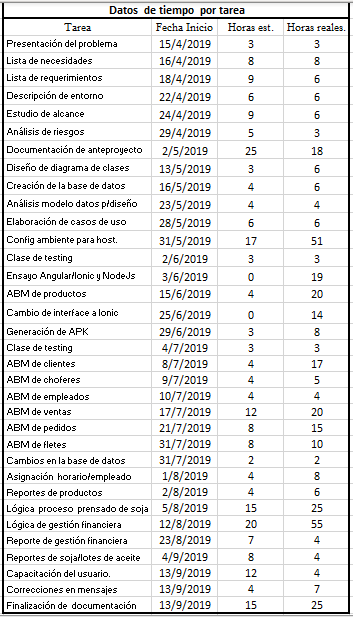 Datos de tiempo por tarea
Tarea Fecha Inicio Horas est. Horas reales.
Presentación del problema 15/4/2019 3 3
Lista de necesidades 16/4/2019 8 8
Lista de requerimientos 18/4/2019 9 6
Descripción de entorno 22/4/2019 6 6
Estudio de alcance 24/4/2019 9 6
Análisis de riesgos 29/4/2019 5 3
Documentación de anteproyecto 2/5/2019 25 18
Diseño de diagrama de clases 13/5/2019 3 6
Creación de la base de datos 16/5/2019 4 6
Análisis modelo datos p/diseño 23/5/2019 4 4
Elaboración de casos de uso 28/5/2019 6 6
Config ambiente para host. 31/5/2019 17 51
Clase de testing 2/6/2019 3 3
Ensayo Angular/Ionic y NodeJs 3/6/2019 0 19
ABM de productos 15/6/2019 4 20
Cambio de interface a Ionic 25/6/2019 0 14
Generación de APK 29/6/2019 3 8
Clase de testing 4/7/2019 3 3
ABM de clientes 8/7/2019 4 17
ABM de choferes 9/7/2019 4 5
ABM de empleados 10/7/2019 4 4
ABM de ventas 17/7/2019 12 20
ABM de pedidos 21/7/2019 8 15
ABM de fletes 31/7/2019 8 10
Cambios en la base de datos 31/7/2019 2 2
Asignación horario/empleado 1/8/2019 4 8
Reportes de productos 2/8/2019 4 6
Lógica proceso prensado de soja 5/8/2019 15 25
Lógica de gestión financiera 12/8/2019 20 55
Reporte de gestión financiera 23/8/2019 7 4
Reportes de soja/lotes de aceite 4/9/2019 8 4
Capacitación del usuario. 13/9/2019 12 4
Correcciones en mensajes 13/9/2019 4 7
Finalización de documentación 13/9/2019 15 25